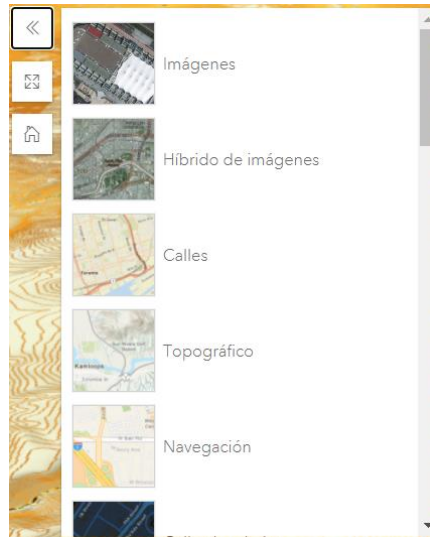 Imágenes
Híbrido de imágenes
Calles
Topográfico
Navegación